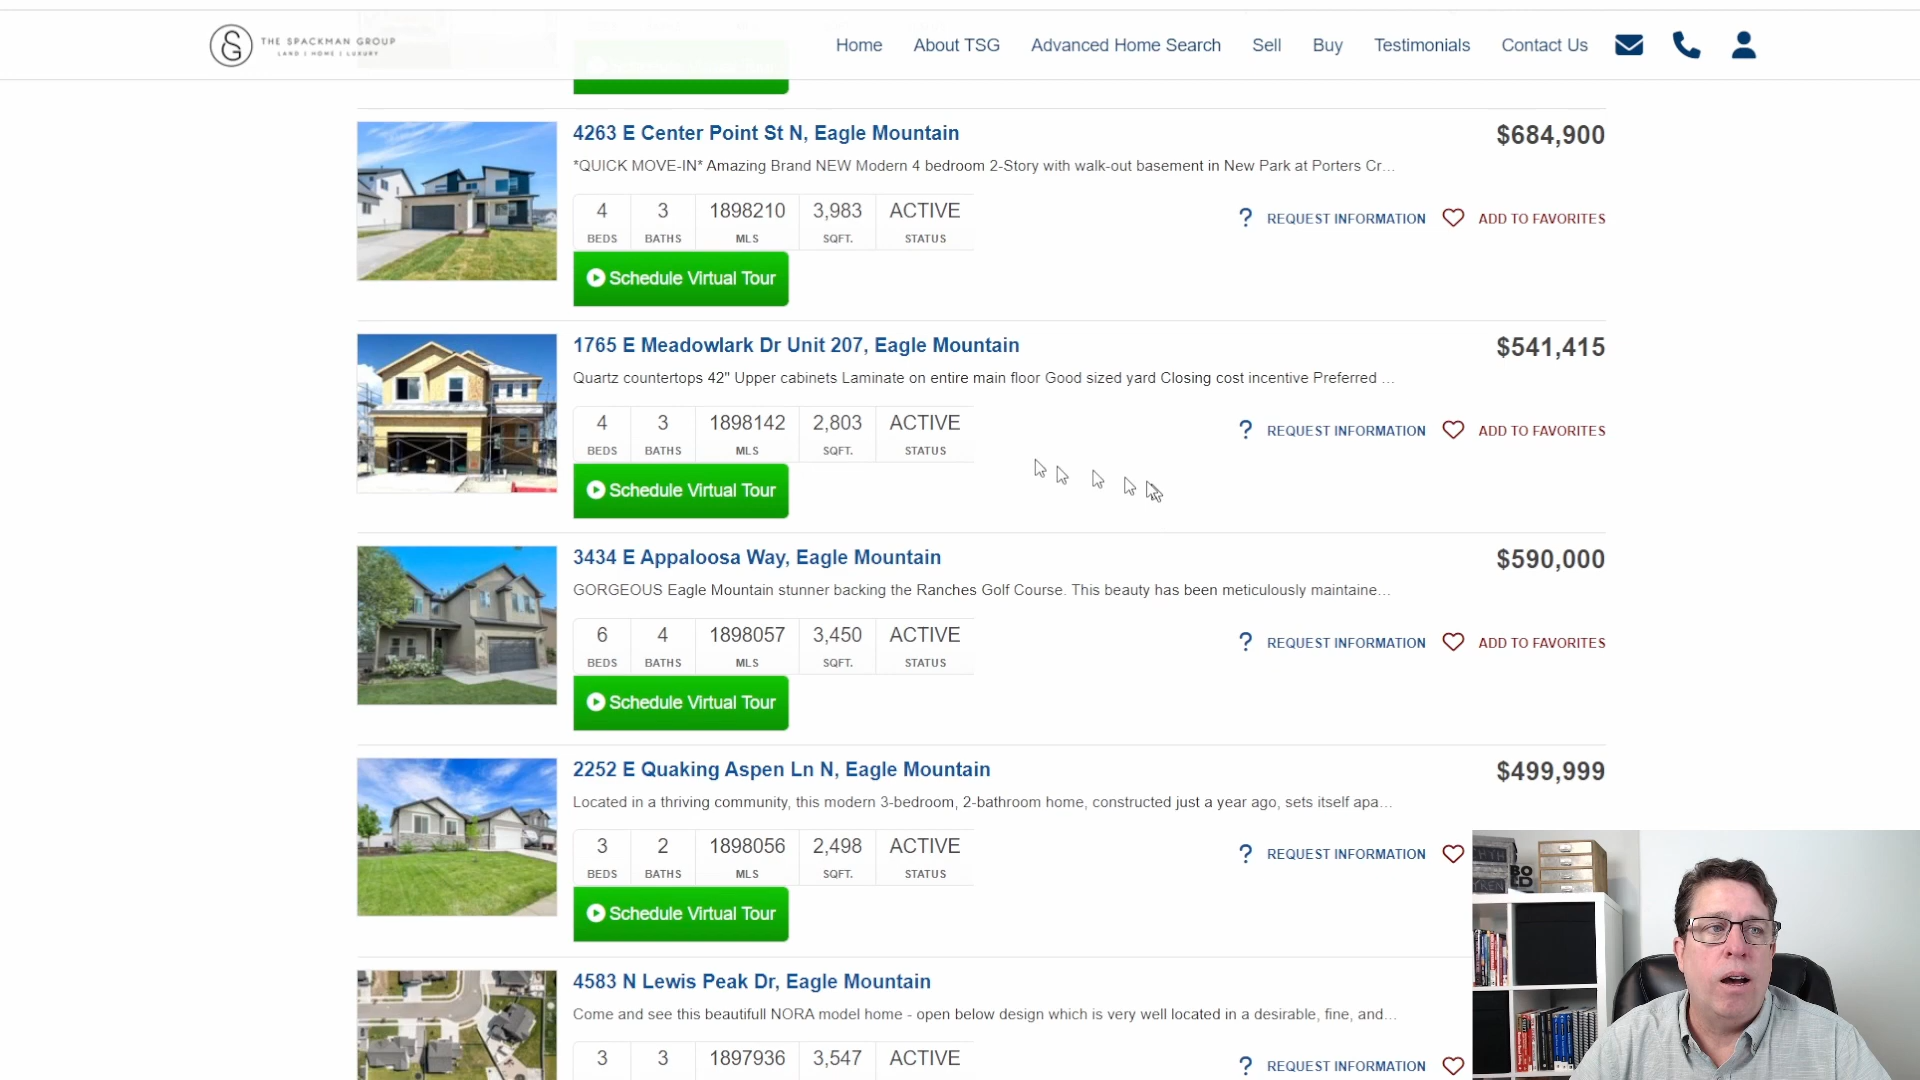 THE SPACKMAN GROUP
LAND | HOME | LUXURY
Home About TSG Advanced Home Search Sell Buy Testimonials Contact Us
4263 E Center Point St N, Eagle Mountain
$684,900
*QUICK MOVE-IN* Amazing Brand NEW Modern 4 bedroom 2-Story with walk-out basement in New Park at Porters Cr...
4 3 1898210 3,983 ACTIVE
BEDS BATHS MLS SQFT. STATUS
? REQUEST INFORMATION ADD TO FAVORITES
Schedule Virtual Tour
1765 E Meadowlark Dr Unit 207, Eagle Mountain
$541,415
Quartz countertops 42" Upper cabinets Laminate on entire main floor Good sized yard Closing cost incentive Preferred ...
4 3 1898142 2,803 ACTIVE
BEDS BATHS MLS SQFT. STATUS
? REQUEST INFORMATION ADD TO FAVORITES
Schedule Virtual Tour
3434 E Appaloosa Way, Eagle Mountain
$590,000
GORGEOUS Eagle Mountain stunner backing the Ranches Golf Course. This beauty has been meticulously maintaine...
6 4 1898057 3,450 ACTIVE
BEDS BATHS MLS SQFT. STATUS
? REQUEST INFORMATION ADD TO FAVORITES
Schedule Virtual Tour
2252 E Quaking Aspen Ln N, Eagle Mountain
$499,999
Located in a thriving community, this modern 3-bedroom, 2-bathroom home, constructed just a year ago, sets itself apa...
3 2 1898056 2,498 ACTIVE
BEDS BATHS MLS SQFT. STATUS
? REQUEST INFORMATION
Schedule Virtual Tour
4583 N Lewis Peak Dr, Eagle Mountain
Come and see this beautifull NORA model home - open below design which is very well located in a desirable, fine, and...
3 3 1897936 3,547 ACTIVE
? REQUEST INFORMATION
BO
LD